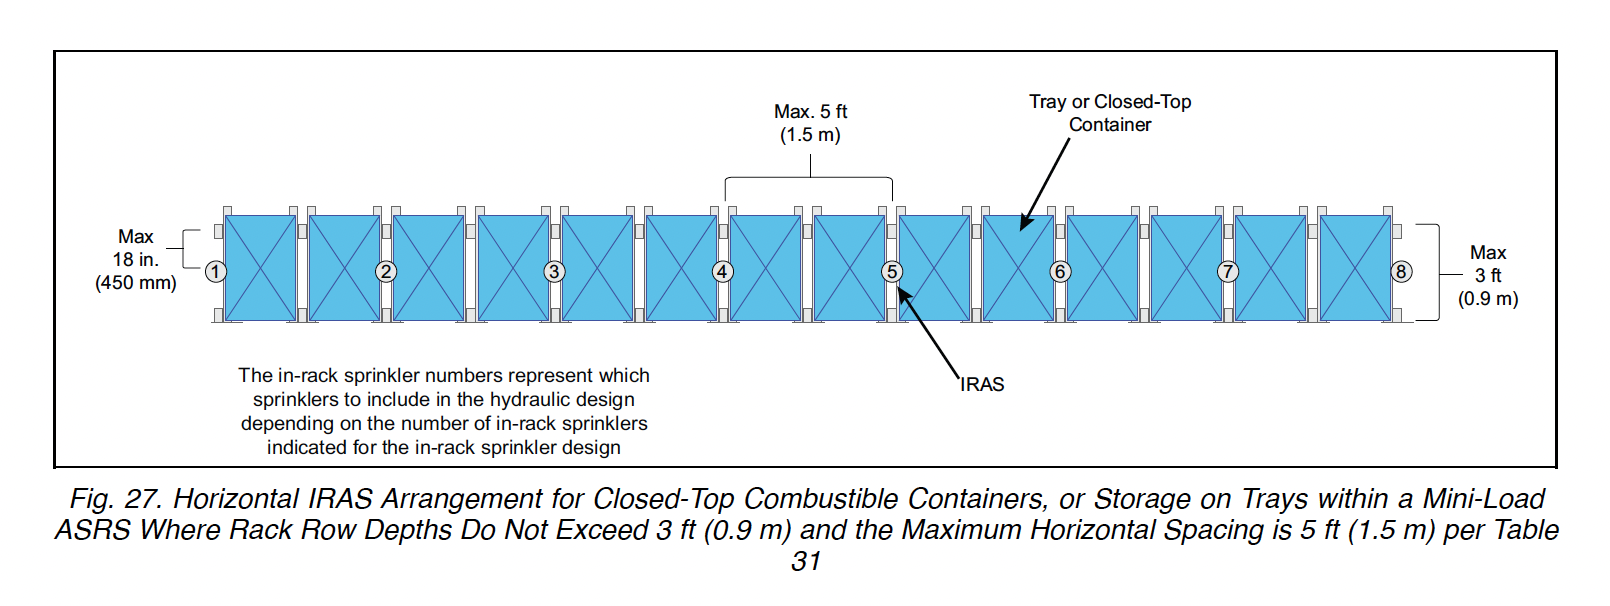 Tray or Closed-Top
Container
Max. 5 ft
(1.5 m)
Max
18 in.
(450 mm)
1
2
3
4
5
6
7
8
Max
3 ft
(0.9 m)
IRAS
The in-rack sprinkler numbers represent which
sprinklers to include in the hydraulic design
depending on the number of in-rack sprinklers
indicated for the in-rack sprinkler design
Fig. 27. Horizontal IRAS Arrangement for Closed-Top Combustible Containers, or Storage on Trays within a Mini-Load
ASRS Where Rack Row Depths Do Not Exceed 3 ft (0.9 m) and the Maximum Horizontal Spacing is 5 ft (1.5 m) per Table
31